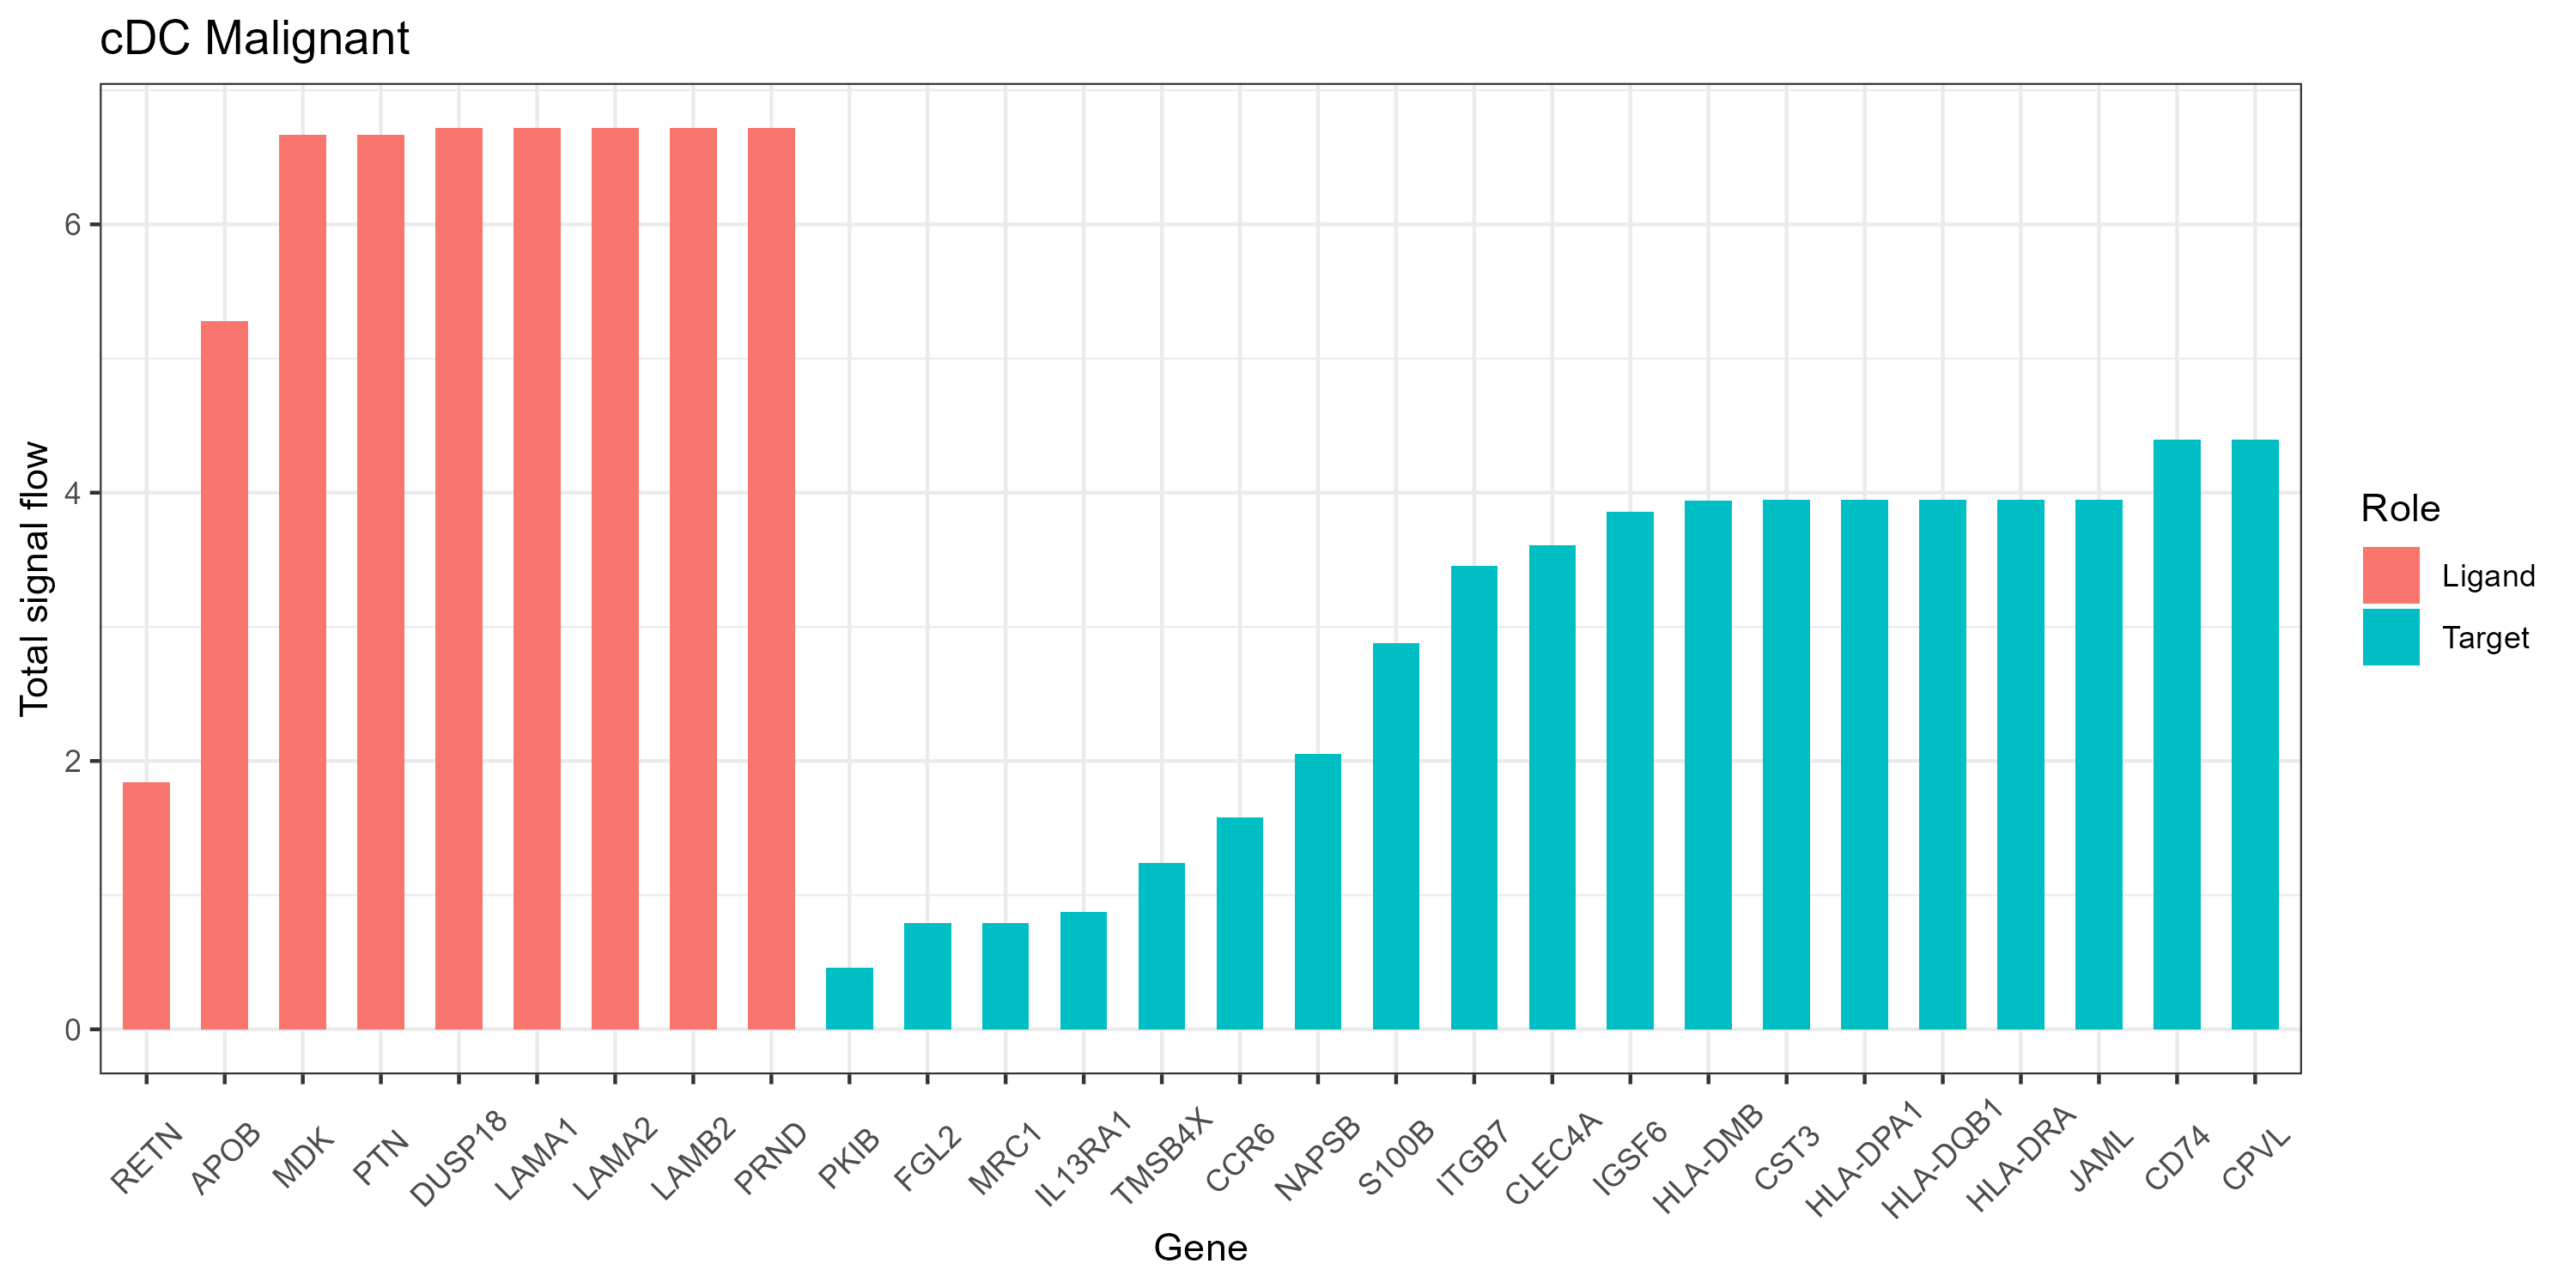 cDC Malignant
Total signal flow
6
4
2
0
RETN
APOB
MDK
PTN
DUSP18
LAMA1
LAMA2
LAMB2
PRND
PKIB
FGL2
MRC1
IL13RA1
TMSB4X
CCR6
NAPSB
S100B
ITGB7
CLEC4A
IGSF6
HLA-DMB
CST3
HLA-DPA1
HLA-DQB1
HLA-DRA
JAML
CD74
CPVL
Gene
Role
Ligand
Target